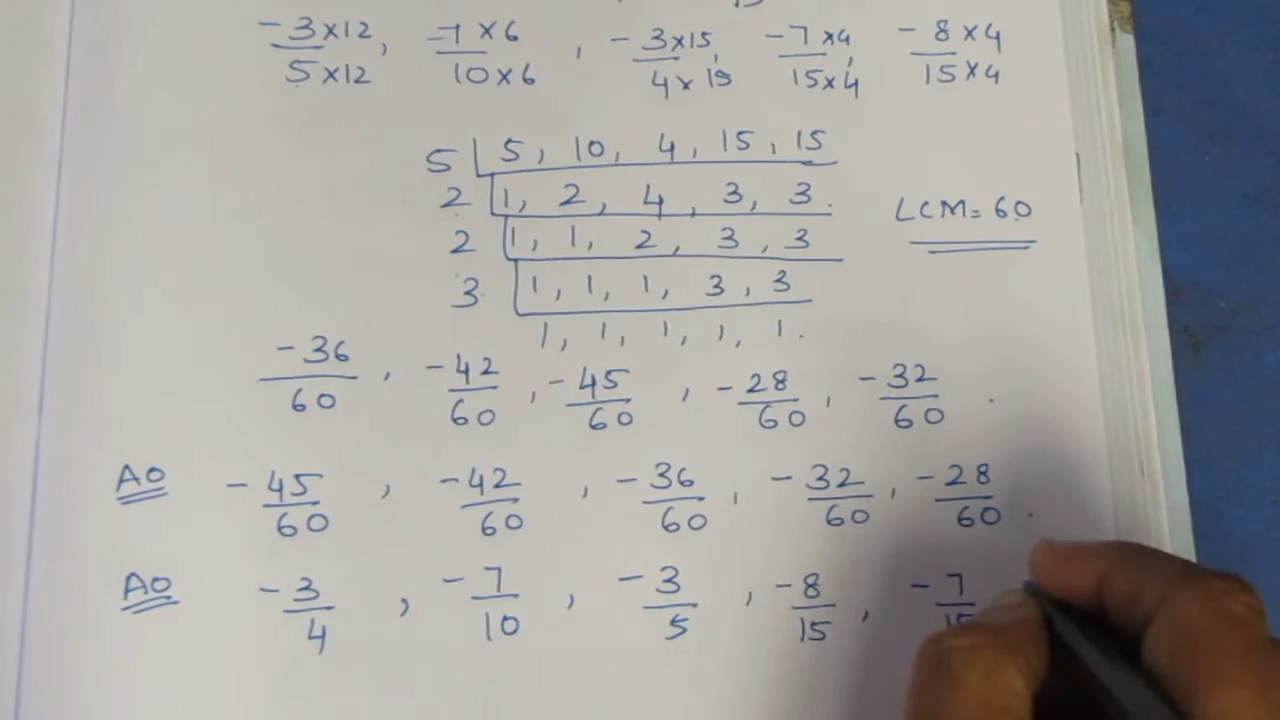 -3×12/5×12, -7×6/10×6, -3×15/4×15, -7×4/15×4, -8×4/15×4
5 | 5, 10, 4, 15, 15
2 | 1, 2, 4, 3, 3.
LCM=60
2 | 1, 1, 2, 3, 3
3 | 1, 1, 1, 3, 3
1, 1, 1, 1, 1.
-36/60, -42/60, -45/60, -28/60, -32/60.
AO -45/60, -42/60, -36/60, -32/60, -28/60.
AO -3/4, -7/10, -3/5, -8/15, -7/15